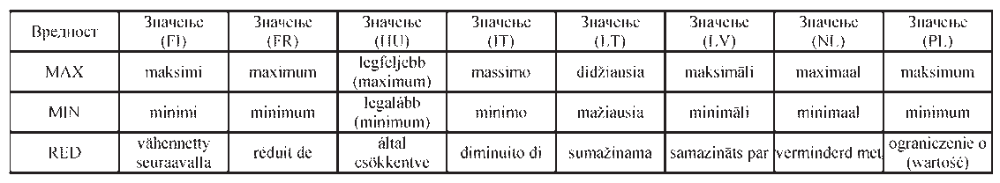 Вредност Значење (FI) Значење (FR) Значење (HU) Значење (IT) Значење (LT) Значење (LV) Значење (NL) Значење (PL)
MAX maksimi maximum legfeljebb (maximum) massimo didžiausia maksimāli maximaal maksimum
MIN minimi minimum legalább (minimum) minimo mažiausia minimāli minimaal minimum
RED vähennetty seuraavalla réduit de által csökkentve diminuito di sumažinama samazināts par verminderd met ograniczenie o (wartość)